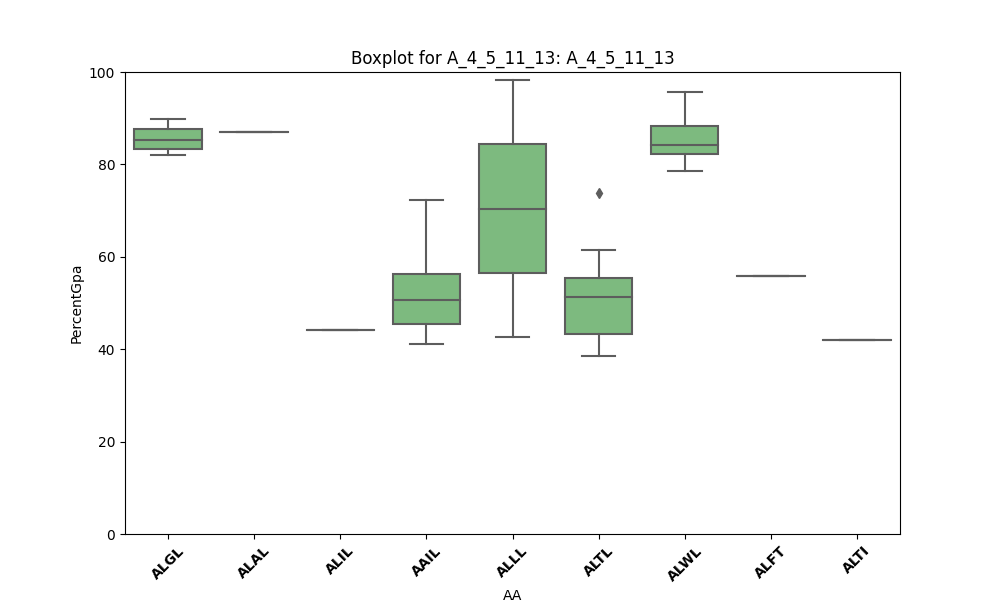 Boxplot for A_4_5_11_13: A_4_5_11_13
PercentGpa
100
80
60
40
20
0
ALGL
ALAL
ALIL
AAIL
ALLL
ALTL
ALWL
ALFT
ALTI
AA